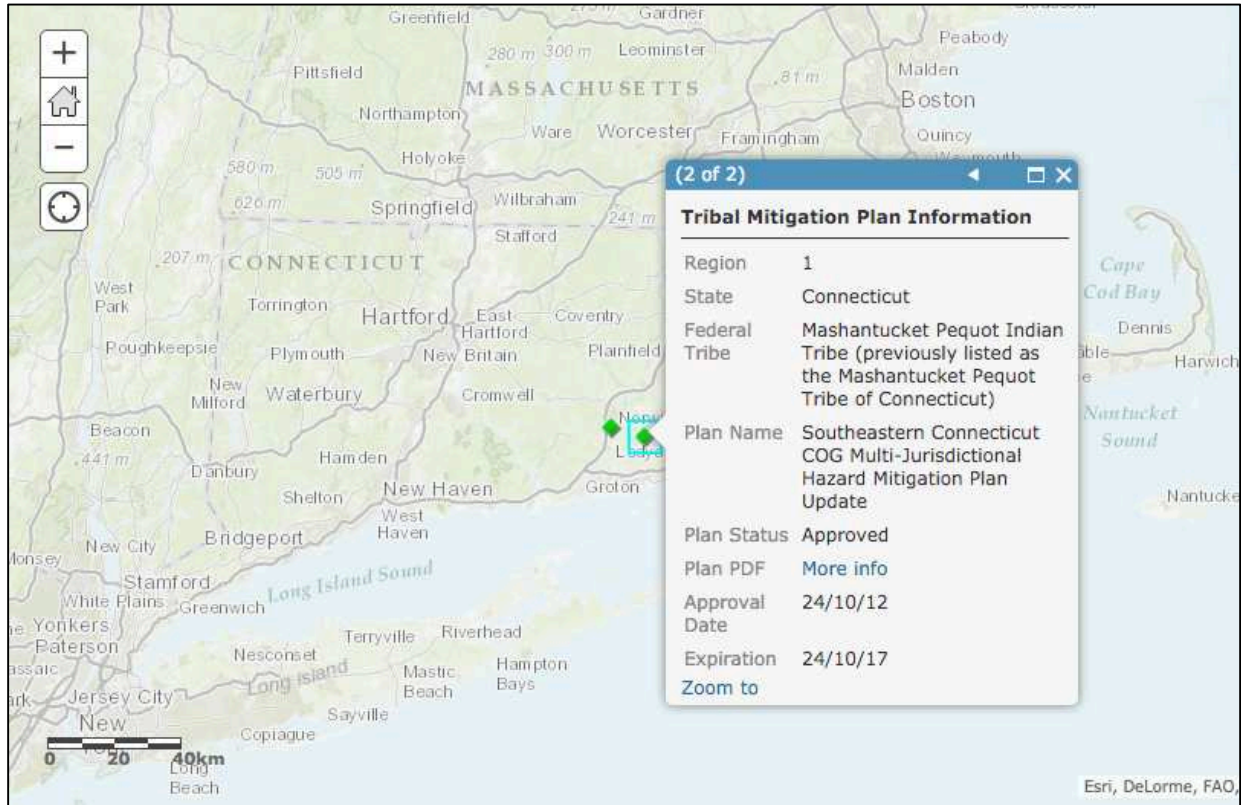 Greenfield
Gardner
Peabody
280 m 300 m Leominster
Pittsfield
81 m
Malden
MASSACHUSETTS
Boston
Northampton
Ware Worcester Framingham
Quincy
580 m 505 m
Holyoke
626 m
Springfield Wilbraham
241 m
Stafford
207 m CONNECTICUT
West
Park
Torrington
Hartford East
Hartford
Coventry
Poughkeepsie
Plymouth
New Britain
Plainfield
New
Milford
Waterbury
Cromwell
Beacon
441 m
Danbury
Hamden
Shelton
New Haven
Groton
West
Haven
New City
Bridgeport
Stamford
White Plains
Greenwich
Long Island Sound
Yonkers
Paterson
Terryville Riverhead
Nesconset
Long island
Mastic
Beach
Hampton
Bays
Jersey City
New
Sayville
Copiague
0 20 40km
Long
Beach
Cape
Cod Bay
Dennis
Harwich
Nantucket
Sound
(2 of 2)
Tribal Mitigation Plan Information
Region 1
State Connecticut
Federal Tribe Mashantucket Pequot Indian
Tribe (previously listed as
the Mashantucket Pequot
Tribe of Connecticut)
Plan Name Southeastern Connecticut
COG Multi-Jurisdictional
Hazard Mitigation Plan
Update
Plan Status Approved
Plan PDF More info
Approval Date 24/10/12
Expiration 24/10/17
Zoom to
Esri, DeLorme, FAO,